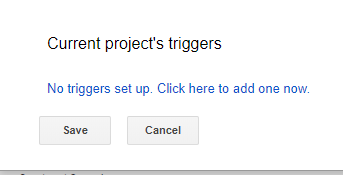 Current project's triggers
No triggers set up. Click here to add one now.
Save
Cancel